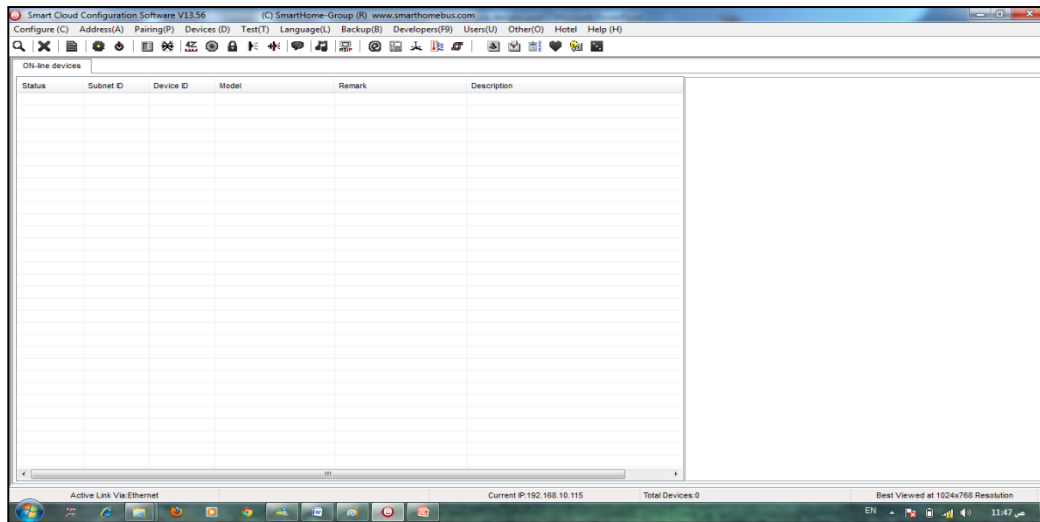 Smart Cloud Configuration Software V13.56 (C) SmartHome-Group (R) www.smarthomebus.com
Configure (C) Address(A) Pairing(P) Devices (D) Test(T) Language(L) Backup(B) Developers(F9) Users(U) Other(O) Hotel Help (H)
ON-line devices
Status Subnet ID Device ID Model Remark Description
Active Link Via:Ethernet Current IP:192.168.10.115 Total Devices:0 Best Viewed at 1024x768 Resolution
EN 11:47 ص